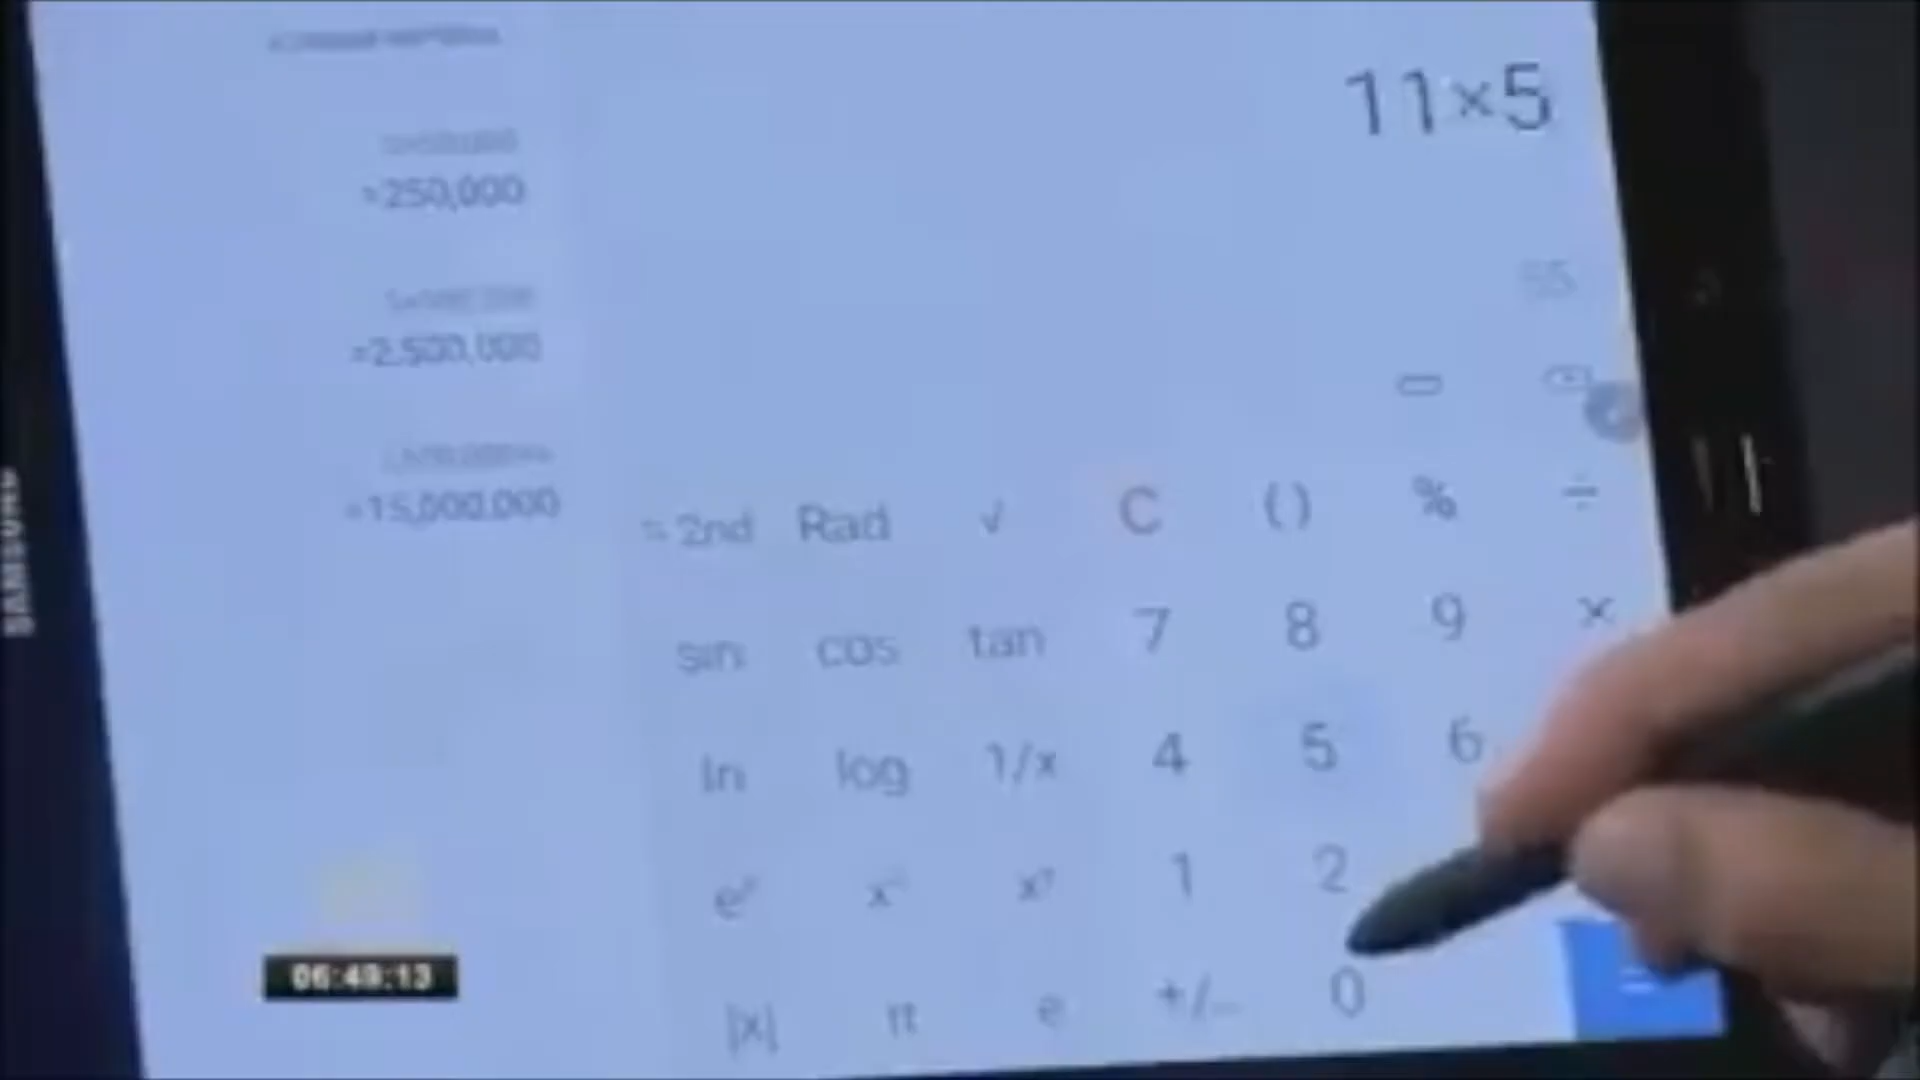 11×5
=250,000
55
=2,500,000
=15,000,000
2nd Rad √ C () % ÷
sin cos tan 7 8 9 ×
ln log 1/x 4 5 6
1 2
|x| π e +/− 0 =
SAMSUNG
06:49:13